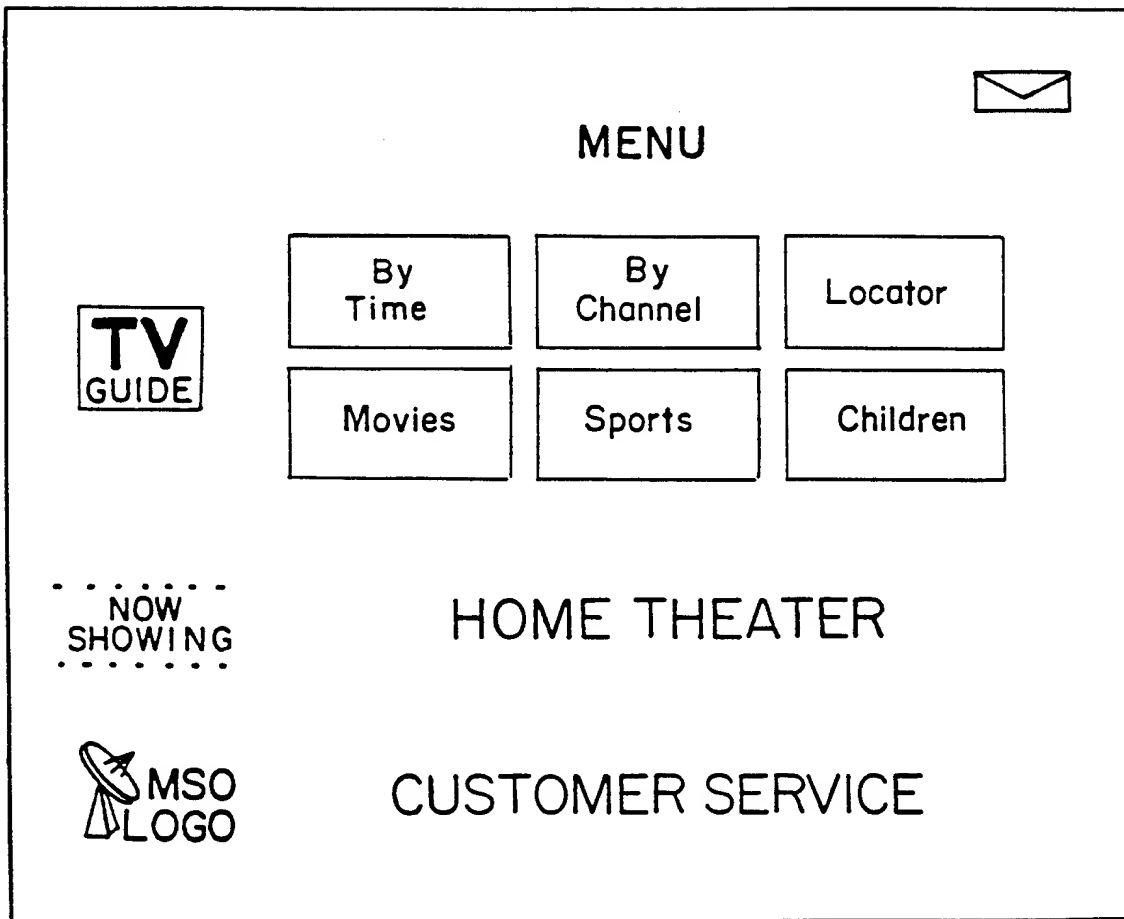 MENU
By
Time
By
Channel
Locator
TV
GUIDE
Movies
Sports
Children
NOW
SHOWING
HOME THEATER
MSO
LOGO
CUSTOMER SERVICE